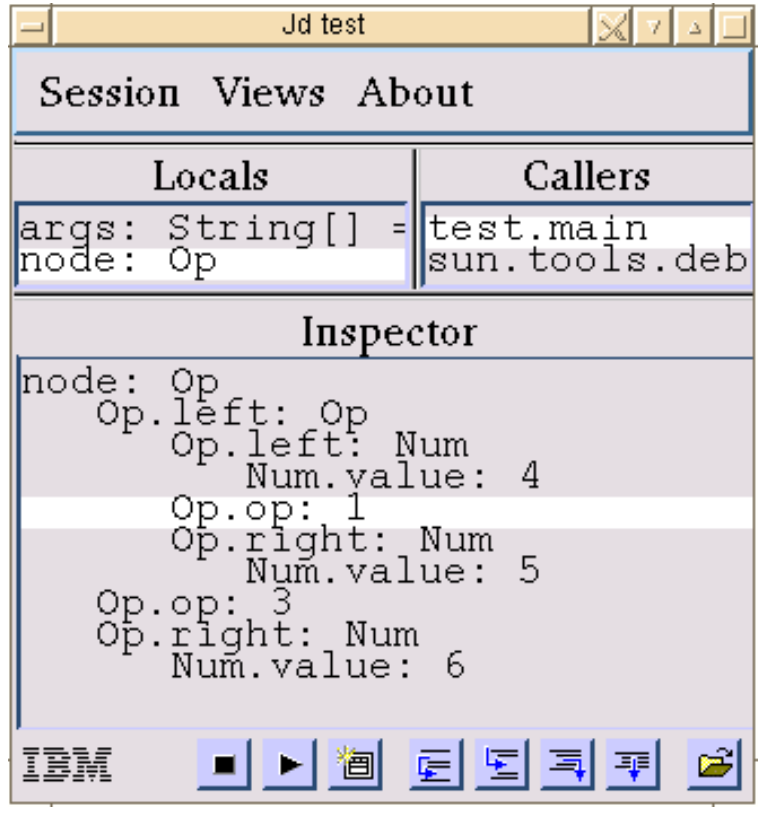 Jd test
Session Views About
Locals
Callers
args: String[] =
node: Op
test.main
sun.tools.deb
Inspector
node: Op
Op.left: Op
Op.left: Num
Num.value: 4
Op.op: 1
Op.right: Num
Num.value: 5
Op.op: 3
Op.right: Num
Num.value: 6
IBM